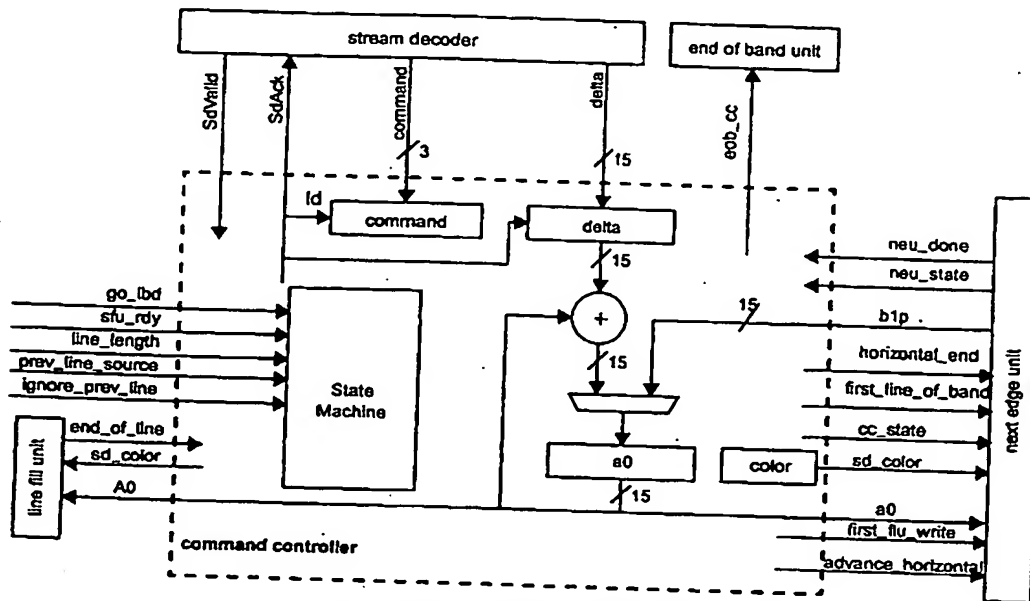 stream decoder
end of band unit
SdValid
SdAck
command
delta
eob_cc
3
15
ld
command
delta
15
neu_done
neu_state
15
b1p
go_lbd
sfu_rdy
line_length
prev_line_source
ignore_prev_line
State
Machine
+
15
horizontal_end
first_line_of_band
cc_state
sd_color
next edge unit
line fill unit
end_of_line
sd_color
A0
a0
color
15
a0
first_flu_write
advance_horizontal
command controller